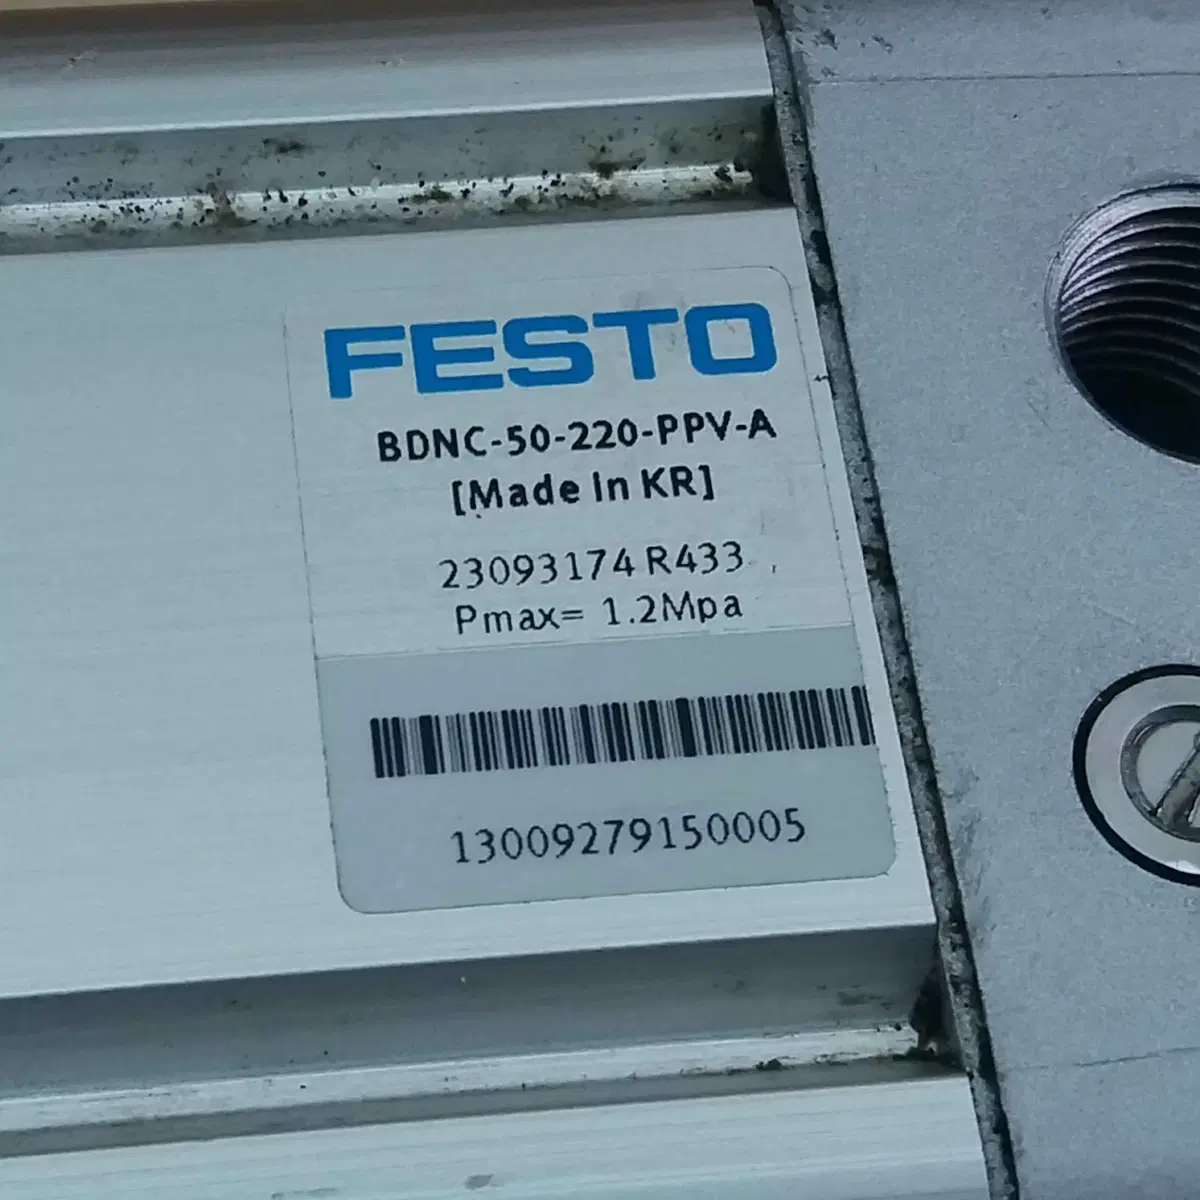 FESTO
BDNC-50-220-PPV-A
[Made In KR]
23093174 R433
Pmax= 1.2Mpa
13009279150005